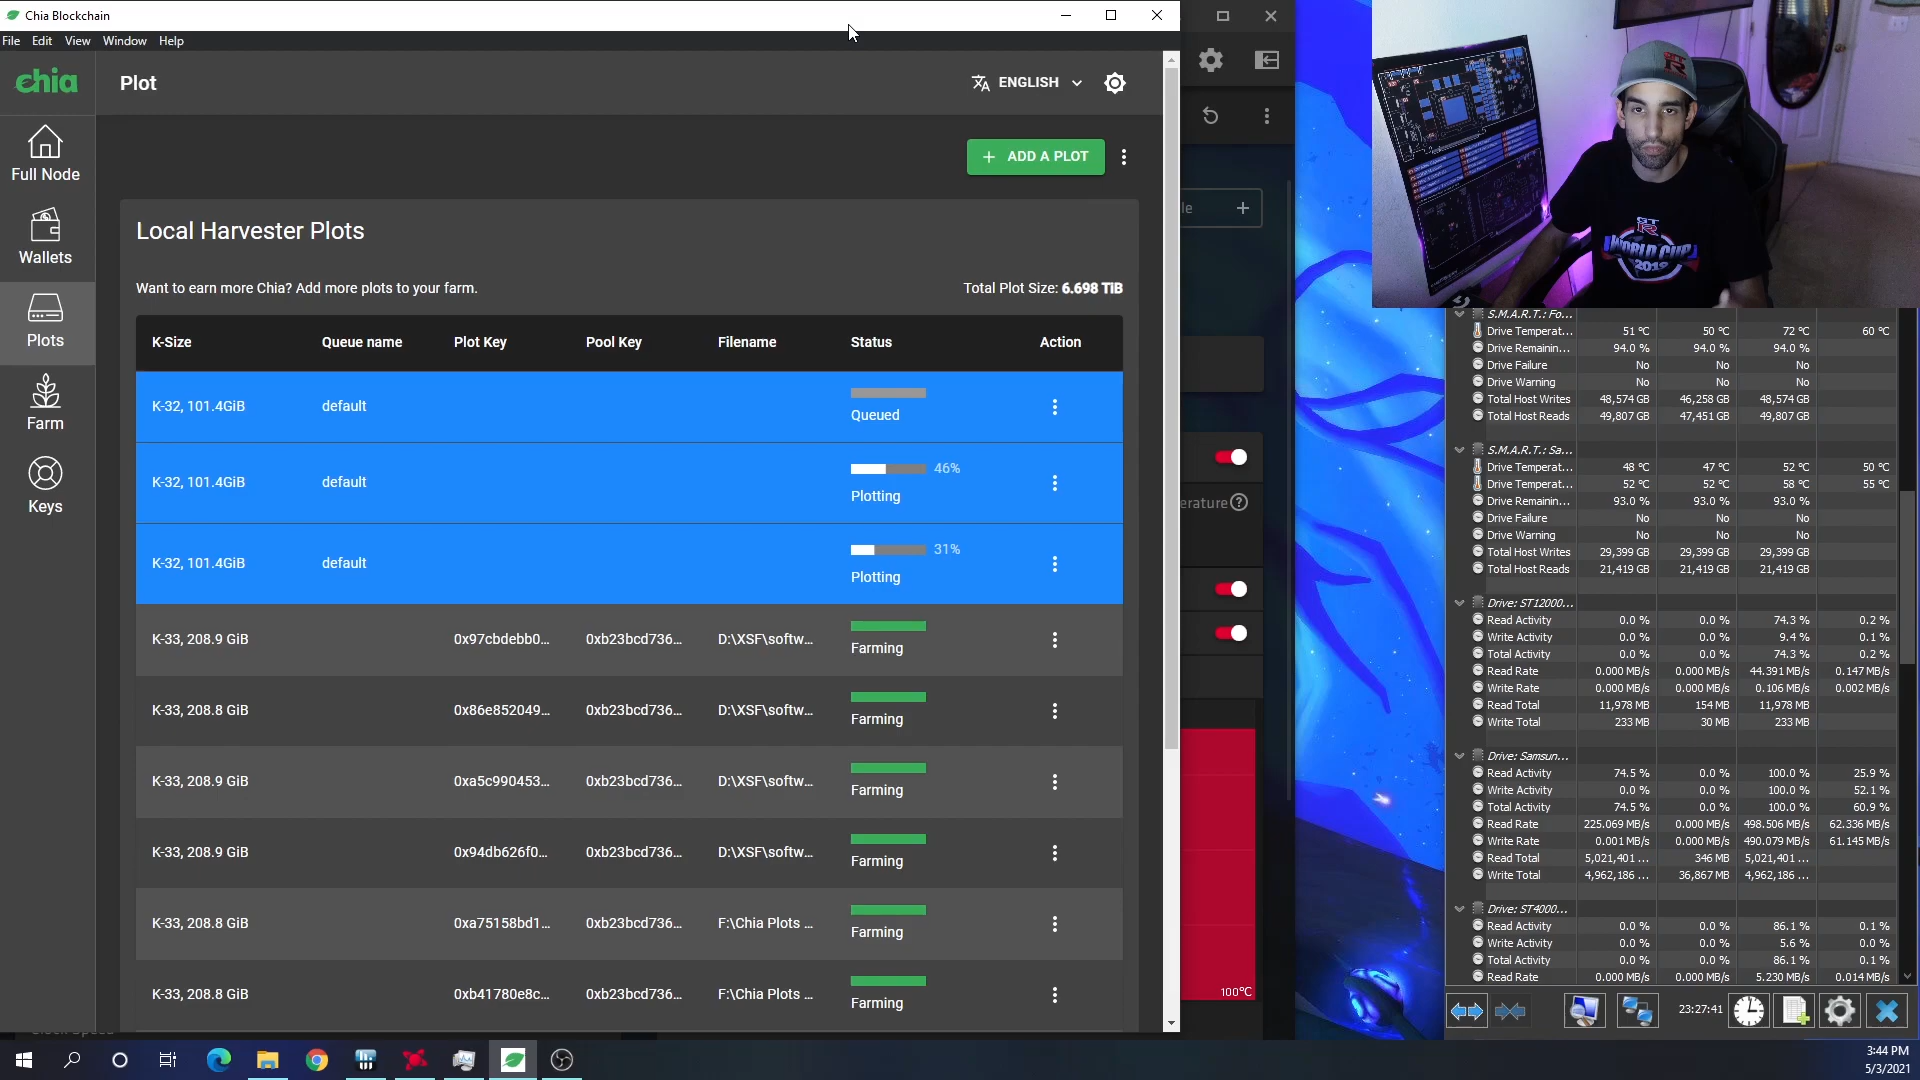 Chia Blockchain
File Edit View Window Help
chia
Full Node
Wallets
Plots
Farm
Keys
Plot
ENGLISH
+ ADD A PLOT
Local Harvester Plots
Want to earn more Chia? Add more plots to your farm.
Total Plot Size: 6.698 TiB
K-Size Queue name Plot Key Pool Key Filename Status Action
K-32, 101.4GiB default Queued
K-32, 101.4GiB default 46% Plotting
K-32, 101.4GiB default 31% Plotting
K-33, 208.9 GiB 0x97cbdebb0... 0xb23bcd736... D:\XSF\softw... Farming
K-33, 208.8 GiB 0x86e852049... 0xb23bcd736... D:\XSF\softw... Farming
K-33, 208.9 GiB 0xa5c990453... 0xb23bcd736... D:\XSF\softw... Farming
K-33, 208.9 GiB 0x94db626f0... 0xb23bcd736... D:\XSF\softw... Farming
K-33, 208.8 GiB 0xa75158bd1... 0xb23bcd736... F:\Chia Plots ... Farming
K-33, 208.8 GiB 0xb41780e8c... 0xb23bcd736... F:\Chia Plots ... Farming
le +
erature
100℃
GT R
WORLD CUP
2019
S.M.A.R.T.: Fo...
Drive Temperat... 51 ℃ 50 ℃ 72 ℃ 60 ℃
Drive Remainin... 94.0 % 94.0 % 94.0 %
Drive Failure No No No
Drive Warning No No No
Total Host Writes 48,574 GB 46,258 GB 48,574 GB
Total Host Reads 49,807 GB 47,451 GB 49,807 GB
S.M.A.R.T.: Sa...
Drive Temperat... 48 ℃ 47 ℃ 52 ℃ 50 ℃
Drive Temperat... 52 ℃ 52 ℃ 58 ℃ 55 ℃
Drive Remainin... 93.0 % 93.0 % 93.0 %
Drive Failure No No No
Drive Warning No No No
Total Host Writes 29,399 GB 29,399 GB 29,399 GB
Total Host Reads 21,419 GB 21,419 GB 21,419 GB
Drive: ST12000...
Read Activity 0.0 % 0.0 % 74.3 % 0.2 %
Write Activity 0.0 % 0.0 % 9.4 % 0.1 %
Total Activity 0.0 % 0.0 % 74.3 % 0.2 %
Read Rate 0.000 MB/s 0.000 MB/s 44.391 MB/s 0.147 MB/s
Write Rate 0.000 MB/s 0.000 MB/s 0.106 MB/s 0.002 MB/s
Read Total 11,978 MB 154 MB 11,978 MB
Write Total 233 MB 30 MB 233 MB
Drive: Samsun...
Read Activity 74.5 % 0.0 % 100.0 % 25.9 %
Write Activity 0.0 % 0.0 % 100.0 % 52.1 %
Total Activity 74.5 % 0.0 % 100.0 % 60.9 %
Read Rate 225.069 MB/s 0.000 MB/s 498.506 MB/s 62.336 MB/s
Write Rate 0.001 MB/s 0.000 MB/s 490.079 MB/s 61.145 MB/s
Read Total 5,021,401 ... 346 MB 5,021,401 ...
Write Total 4,962,186 ... 36,867 MB 4,962,186 ...
Drive: ST4000...
Read Activity 0.0 % 0.0 % 86.1 % 0.1 %
Write Activity 0.0 % 0.0 % 5.6 % 0.0 %
Total Activity 0.0 % 0.0 % 86.1 % 0.1 %
Read Rate 0.000 MB/s 0.000 MB/s 5.230 MB/s 0.014 MB/s
23:27:41
Clock Speed
3:44 PM
5/3/2021